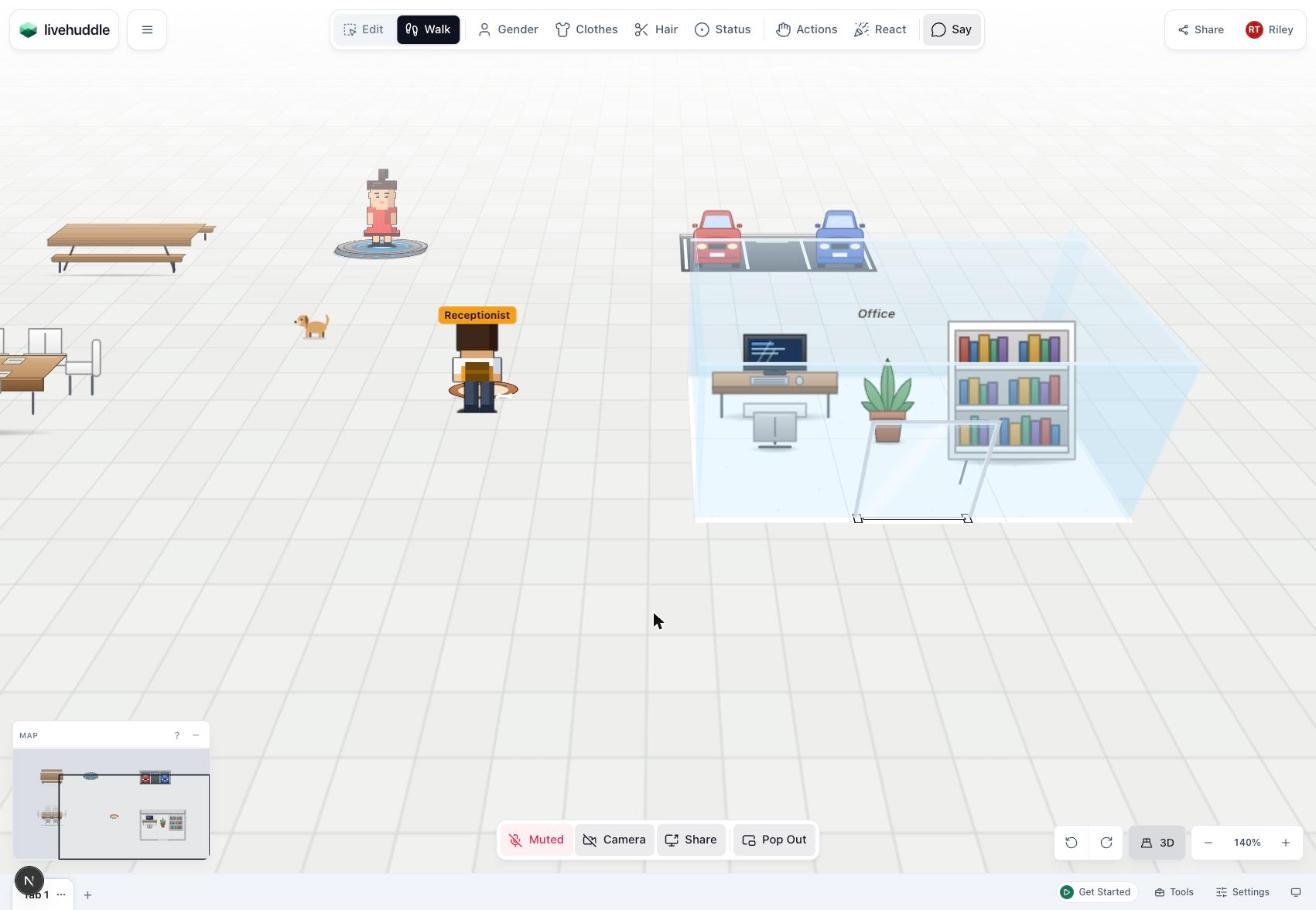 livehuddle
Edit Walk Gender Clothes Hair Status Actions React Say
Share RT Riley
Receptionist
Office
MAP ? −
Muted Camera Share Pop Out
3D − 140% +
N
Tab 1 ... +
Get Started Tools Settings